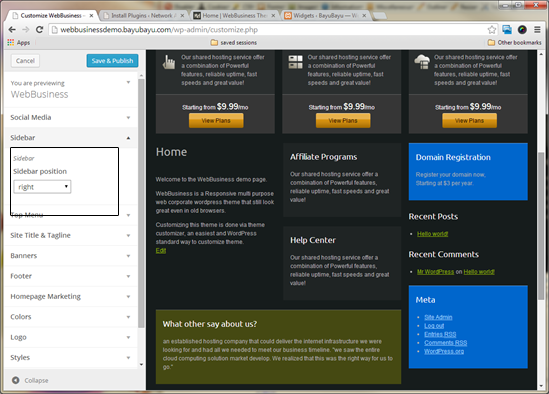 Customize WebBusiness
Install Plugins ‹ Network
Home | WebBusiness Th
Widgets ‹ BayuBayu — W
webbusinessdemo.bayubayu.com/wp-admin/customize.php
Apps
saved sessions
Other bookmarks
Cancel
Save & Publish
You are previewing
WebBusiness
Social Media
Sidebar
Sidebar
Sidebar position
right
Top Menu
Site Title & Tagline
Banners
Footer
Homepage Marketing
Colors
Logo
Styles
Collapse
Our shared hosting service offer
a combination of Powerful
features, reliable uptime, fast
speeds and great value!
Starting from $9.99/mo
View Plans
Our shared hosting service offer
a combination of Powerful
features, reliable uptime, fast
speeds and great value!
Starting from $9.99/mo
View Plans
Our shared hosting service offer
a combination of Powerful
features, reliable uptime, fast
speeds and great value!
Starting from $9.99/mo
View Plans
Home
Welcome to the WebBusiness demo page.
WebBusiness is a Responsive multi purpose
web corporate wordpress theme that still look
great even in old browsers.
Customizing this theme is done via theme
customizer, an easiest and WordPress
standard way to customize theme.
Edit
Affiliate Programs
Our shared hosting service offer a
combination of Powerful features,
reliable uptime, fast speeds and
great value!
Help Center
Our shared hosting service offer a
combination of Powerful features,
reliable uptime, fast speeds and
great value!
What other say about us?
an established hosting company that could deliver the internet infrastructure we were
looking for and had all we needed to meet our business timeline. "we saw the entire
cloud computing solution market develop. We realized that this was the right way for us to
go."
Domain Registration
Register your domain now,
Starting at $3 per year.
Recent Posts
Hello world!
Recent Comments
Mr WordPress on Hello world!
Meta
Site Admin
Log out
Entries RSS
Comments RSS
WordPress.org